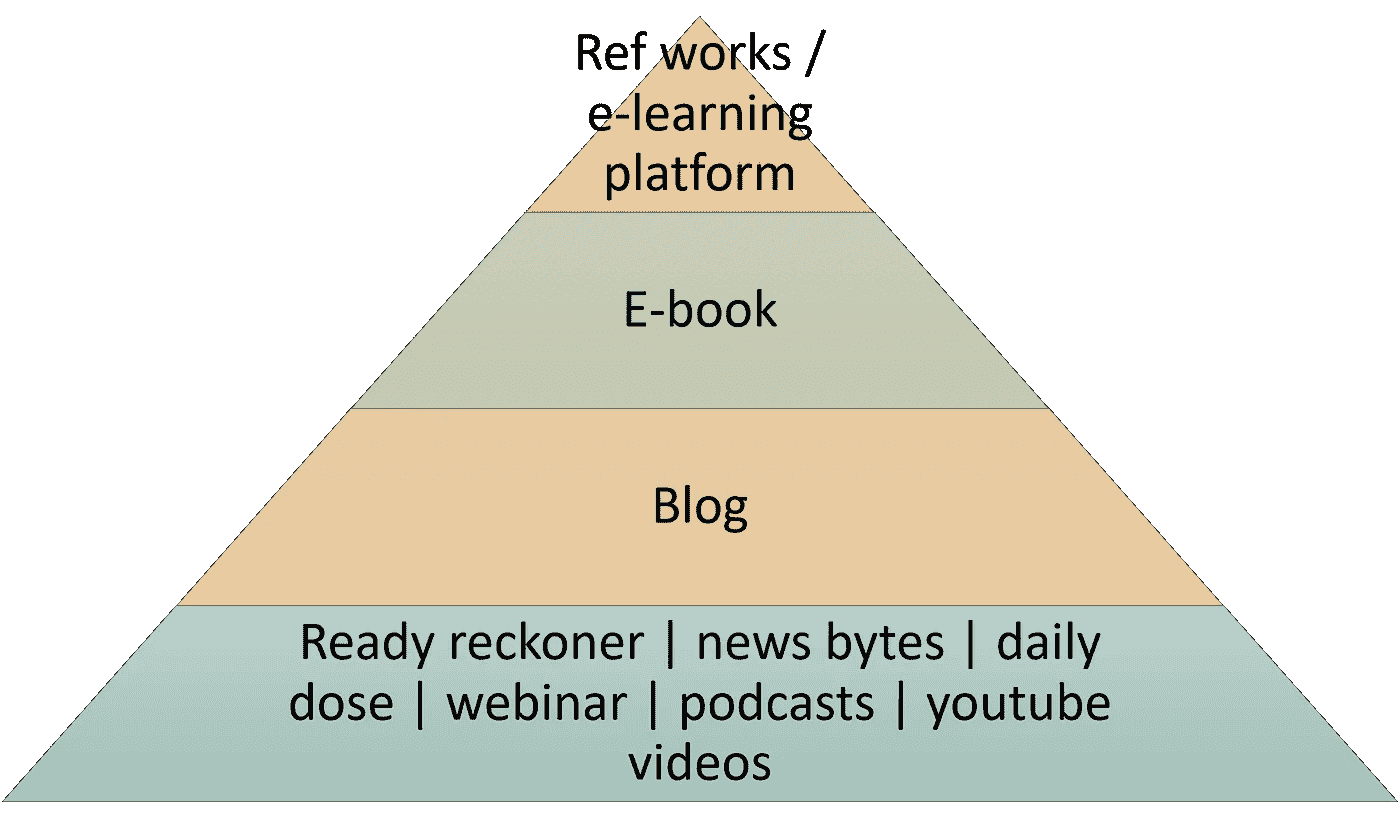 Ref works /
e-learning
platform
E-book
Blog
Ready reckoner | news bytes | daily
dose | webinar | podcasts | youtube
videos